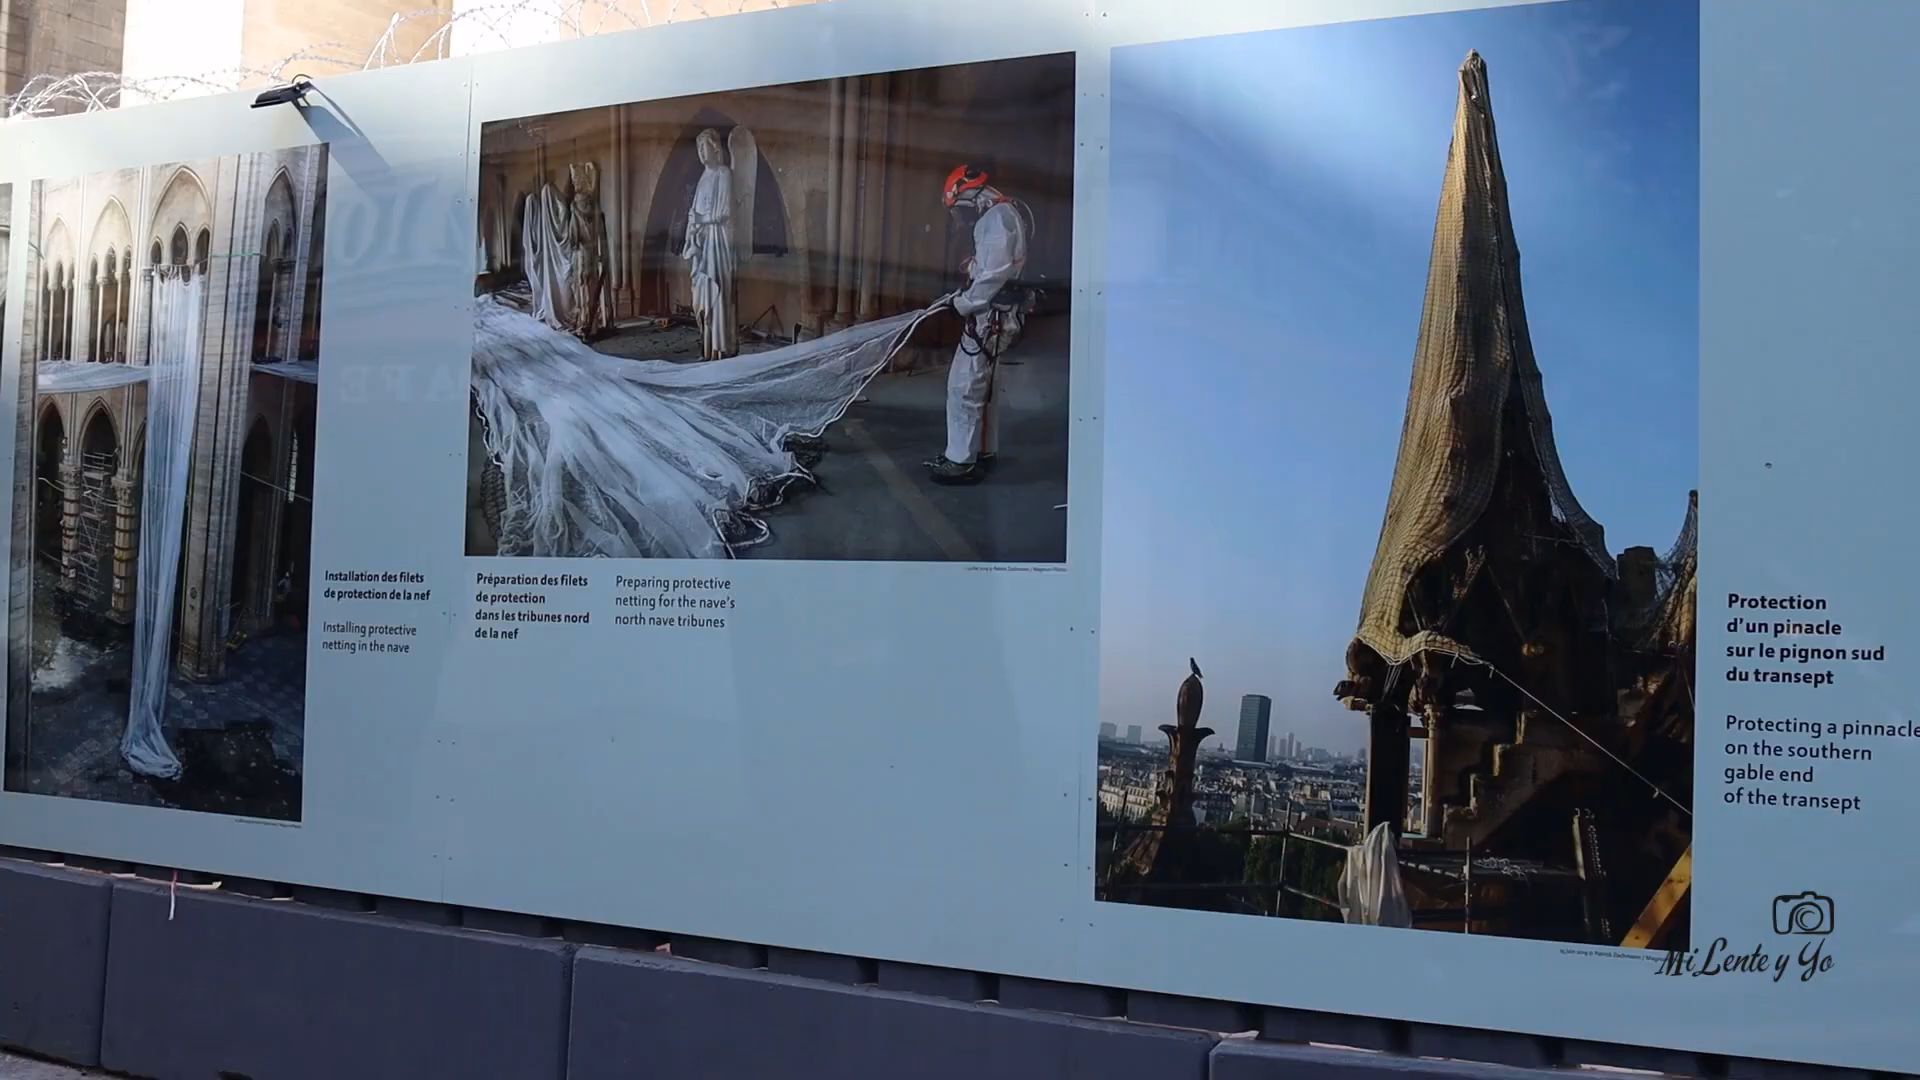 Installation des filets
de protection de la nef
Installing protective
netting in the nave
Préparation des filets
de protection
dans les tribunes nord
de la nef
Preparing protective
netting for the nave's
north nave tribunes
Protection
d'un pinacle
sur le pignon sud
du transept
Protecting a pinnacle
on the southern
gable end
of the transept
Mi Lente y Yo